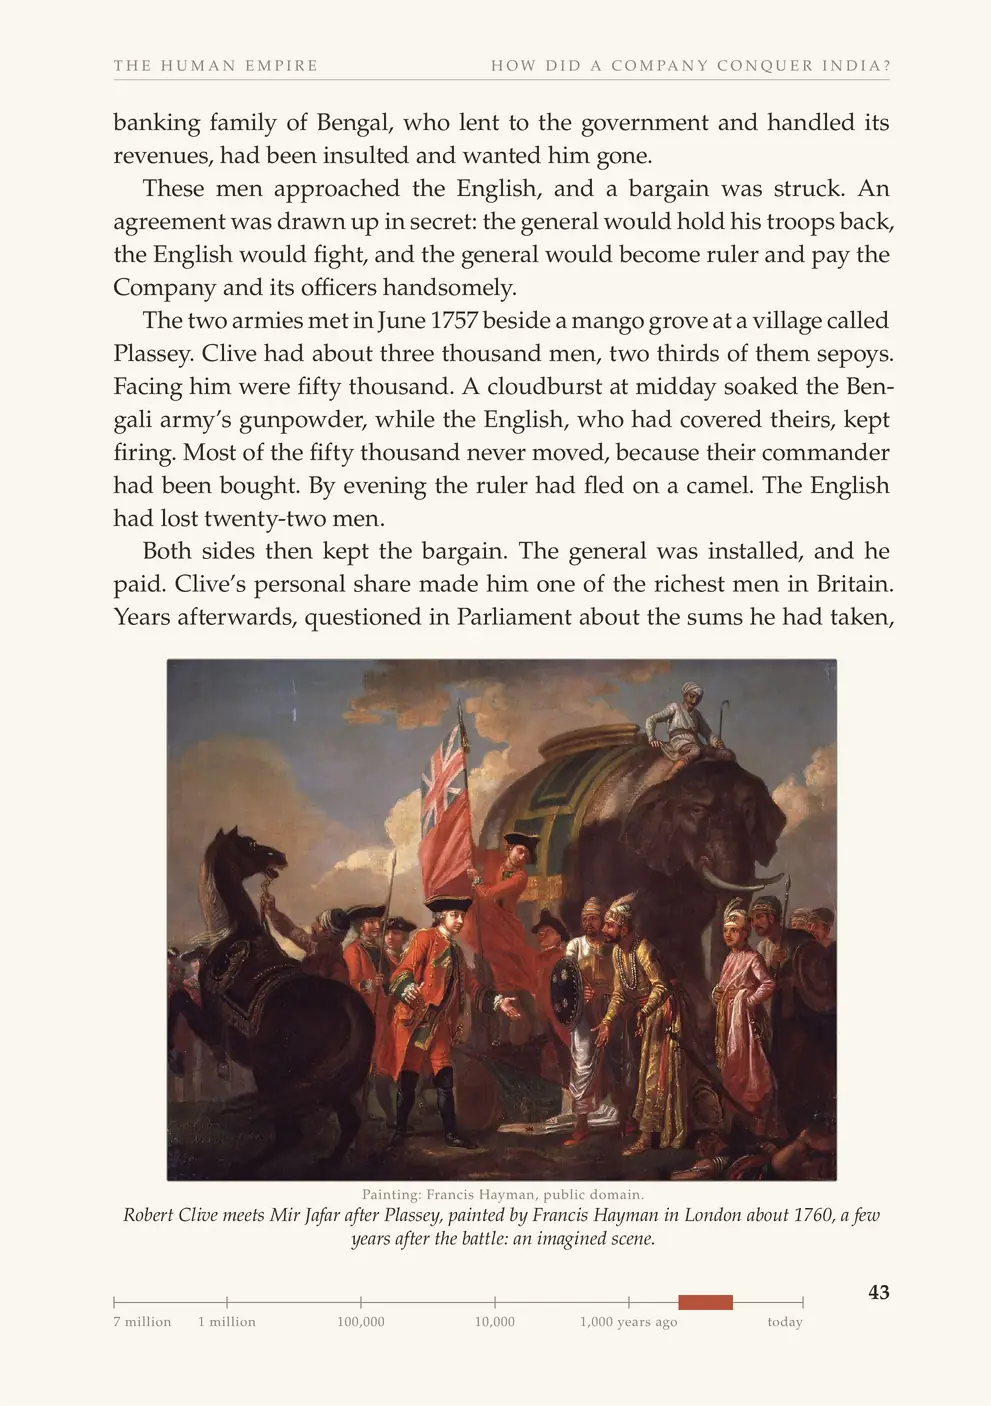 THE HUMAN EMPIRE
HOW DID A COMPANY CONQUER INDIA?
banking family of Bengal, who lent to the government and handled its
revenues, had been insulted and wanted him gone.
These men approached the English, and a bargain was struck. An
agreement was drawn up in secret: the general would hold his troops back,
the English would fight, and the general would become ruler and pay the
Company and its officers handsomely.
The two armies met in June 1757 beside a mango grove at a village called
Plassey. Clive had about three thousand men, two thirds of them sepoys.
Facing him were fifty thousand. A cloudburst at midday soaked the Ben-
gali army’s gunpowder, while the English, who had covered theirs, kept
firing. Most of the fifty thousand never moved, because their commander
had been bought. By evening the ruler had fled on a camel. The English
had lost twenty-two men.
Both sides then kept the bargain. The general was installed, and he
paid. Clive’s personal share made him one of the richest men in Britain.
Years afterwards, questioned in Parliament about the sums he had taken,
Painting: Francis Hayman, public domain.
Robert Clive meets Mir Jafar after Plassey, painted by Francis Hayman in London about 1760, a few
years after the battle: an imagined scene.
43
7 million 1 million 100,000 10,000 1,000 years ago today